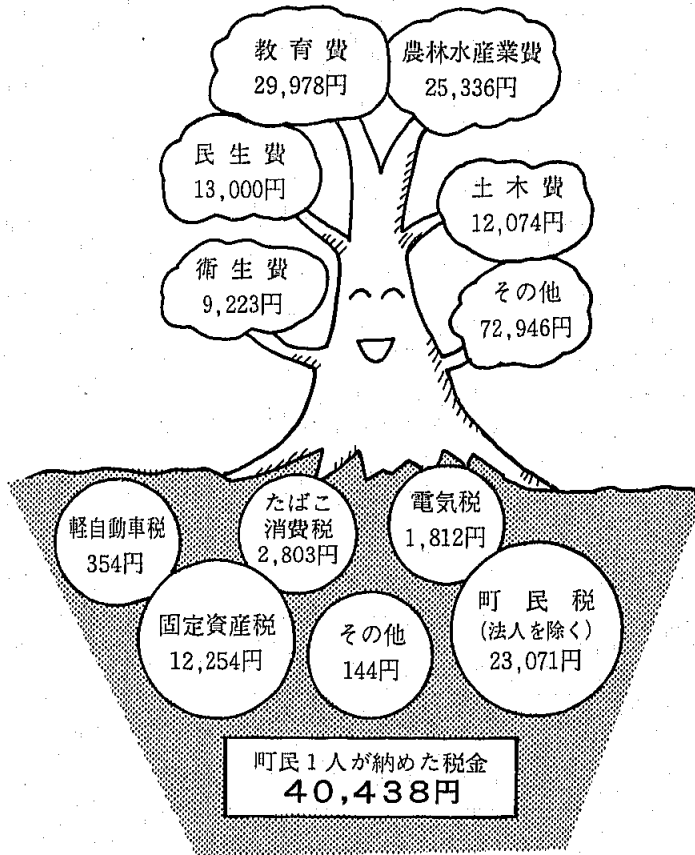 教育費
29,978円
農林水産業費
25,336円
民生費
13,000円
土木費
12,074円
衛生費
9,223円
その他
72,946円
軽自動車税
354円
たばこ
消費税
2,803円
電気税
1,812円
固定資産税
12,254円
その他
144円
町民税
(法人を除く)
23,071円
町民1人が納めた税金
40,438円